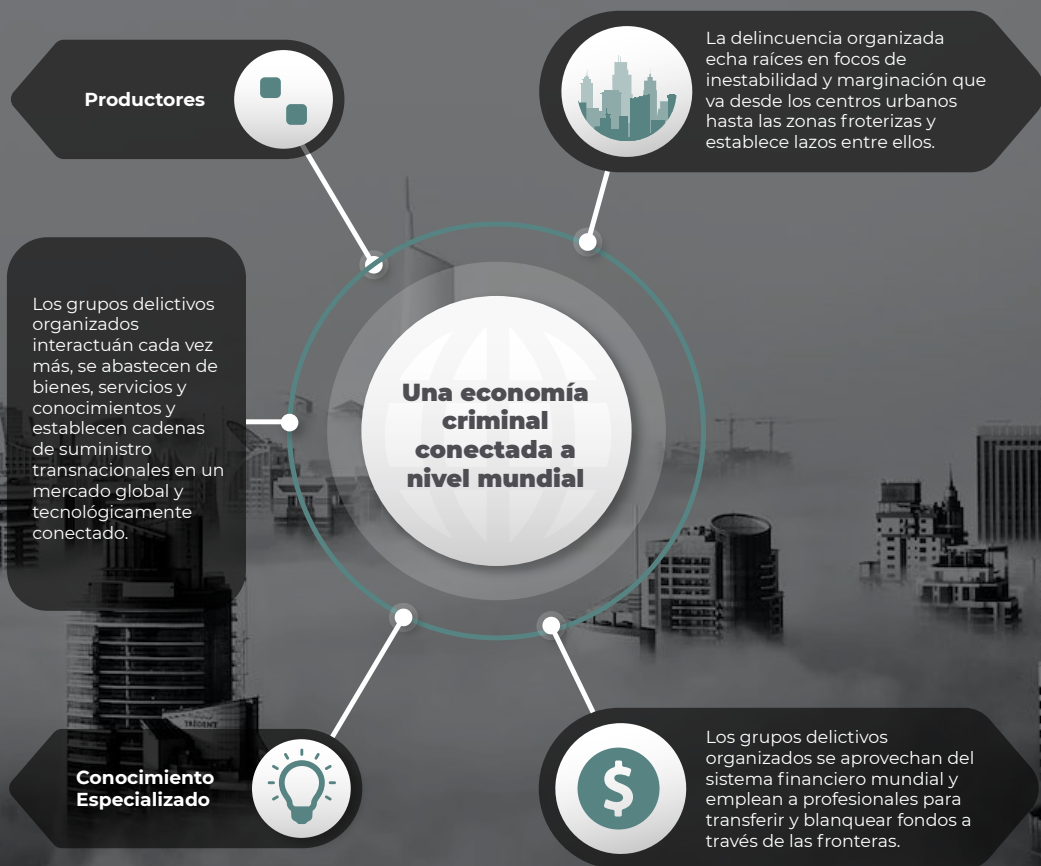 Productores
La delincuencia organizada
echa raíces en focos de
inestabilidad y marginación que
va desde los centros urbanos
hasta las zonas froterizas y
establece lazos entre ellos.
Los grupos delictivos
organizados
interactuán cada vez
más, se abastecen de
bienes, servicios y
conocimientos y
establecen cadenas
de suministro
transnacionales en un
mercado global y
tecnológicamente
conectado.
Una economía
criminal
conectada a
nivel mundial
TRIDENT
Conocimiento
Especializado
$
Los grupos delictivos
organizados se aprovechan del
sistema financiero mundial y
emplean a profesionales para
transferir y blanquear fondos a
través de las fronteras.